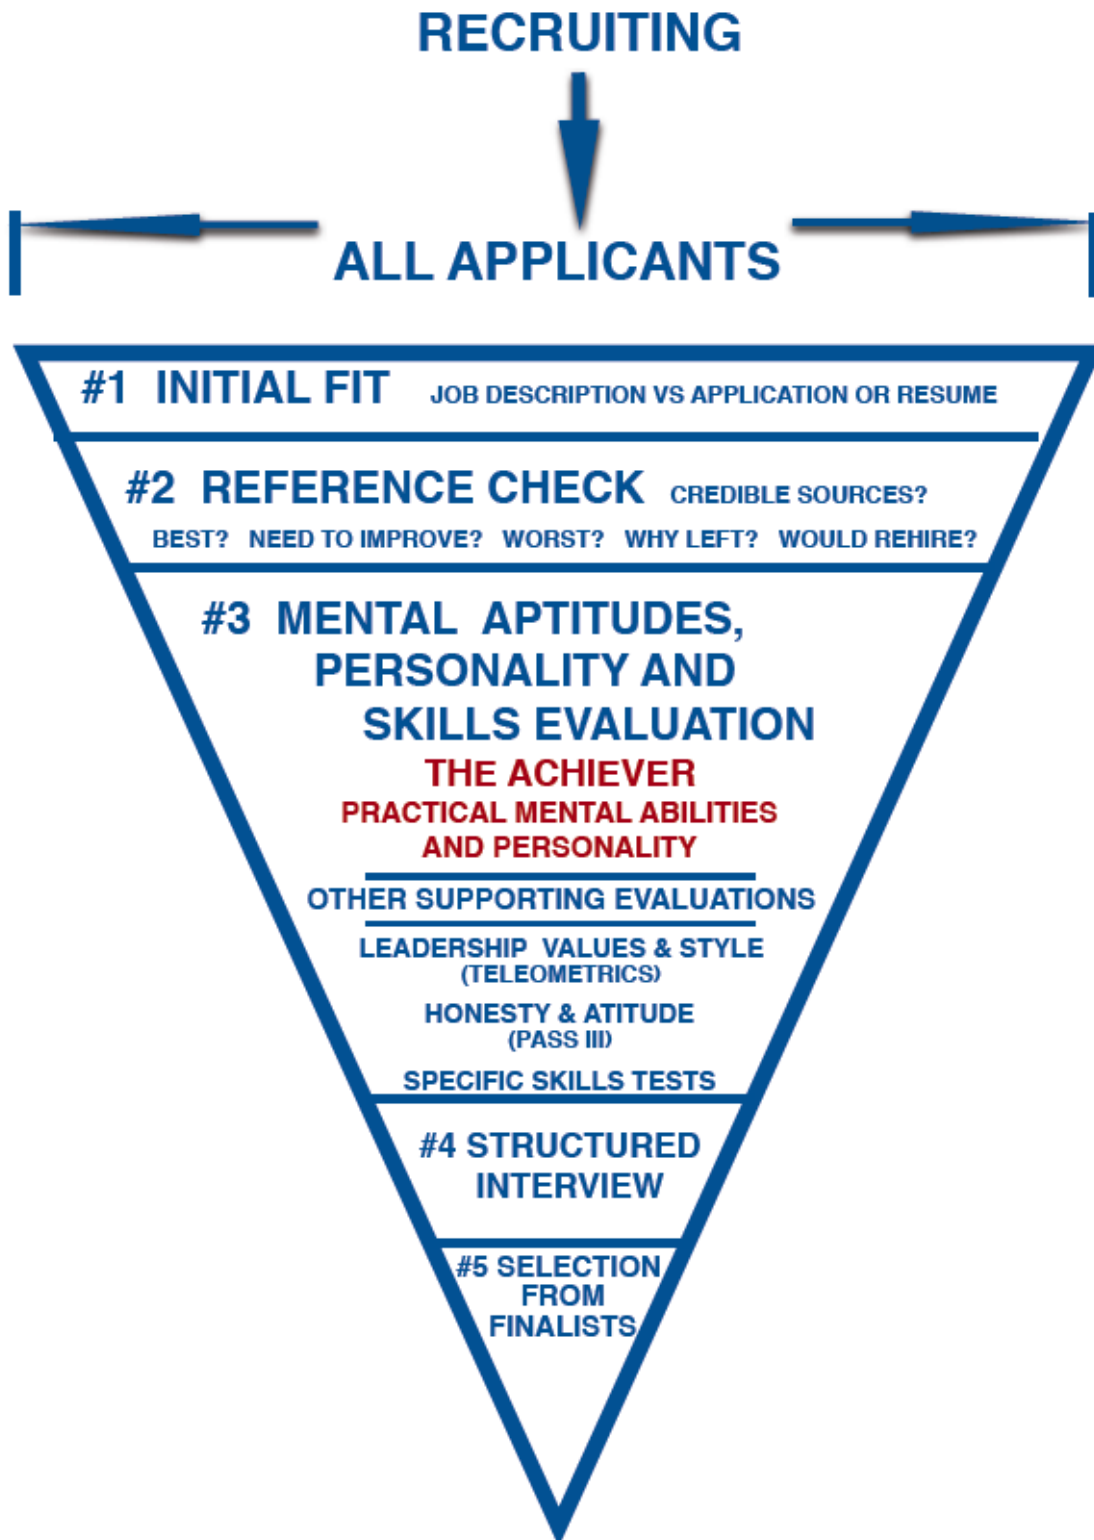 RECRUITING
ALL APPLICANTS
#1 INITIAL FIT JOB DESCRIPTION VS APPLICATION OR RESUME
#2 REFERENCE CHECK CREDIBLE SOURCES?
BEST? NEED TO IMPROVE? WORST? WHY LEFT? WOULD REHIRE?
#3 MENTAL APTITUDES,
PERSONALITY AND
SKILLS EVALUATION
THE ACHIEVER
PRACTICAL MENTAL ABILITIES
AND PERSONALITY
OTHER SUPPORTING EVALUATIONS
LEADERSHIP VALUES & STYLE
(TELEOMETRICS)
HONESTY & ATITUDE
(PASS III)
SPECIFIC SKILLS TESTS
#4 STRUCTURED
INTERVIEW
#5 SELECTION
FROM
FINALISTS